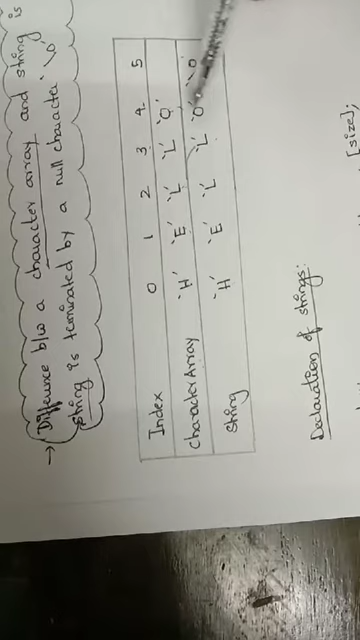 → Difference b/w a character array and string is
string is terminated by a null character '\0'
Index 0 1 2 3 4 5
Character Array 'H' 'E' 'L' 'L' 'O'
String 'H' 'E' 'L' 'L' 'O' '\0'
[size];
Declaration of strings: